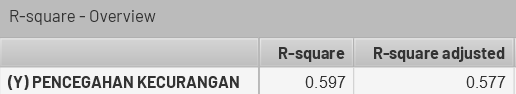 R-square - Overview
R-square R-square adjusted
(Y) PENCEGAHAN KECURANGAN 0.597 0.577